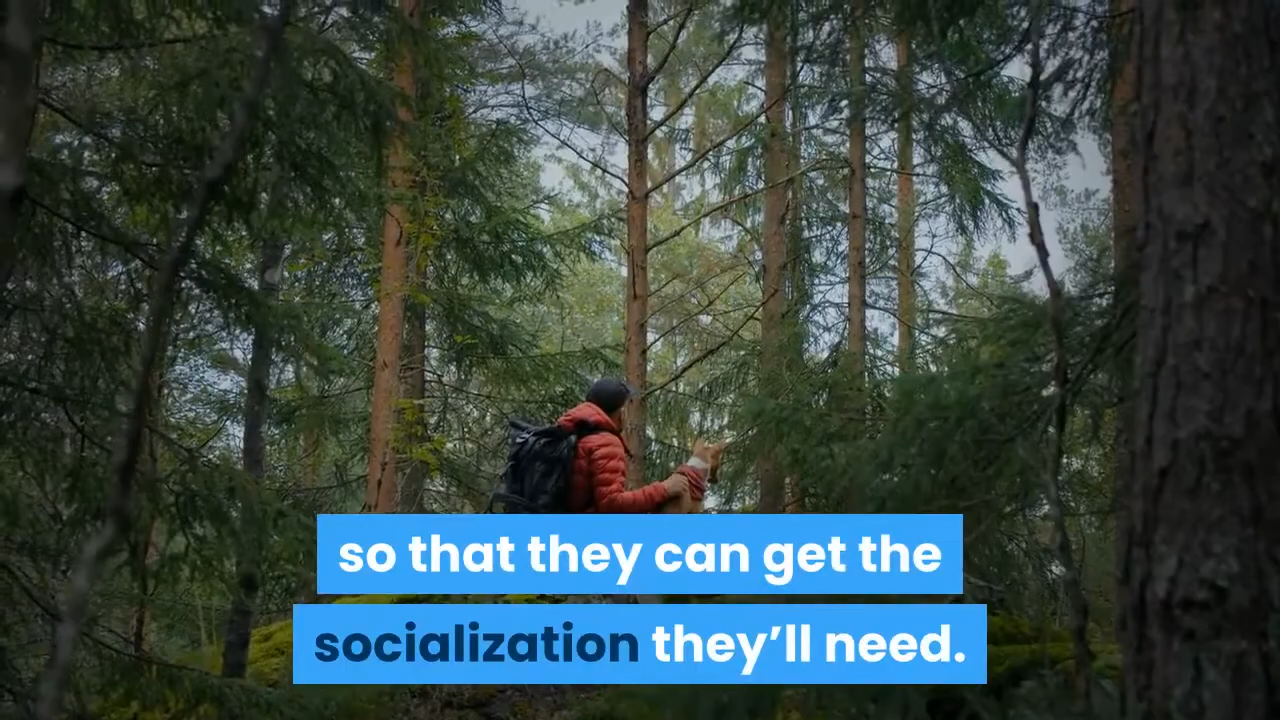 so that they can get the
socialization they’ll need.